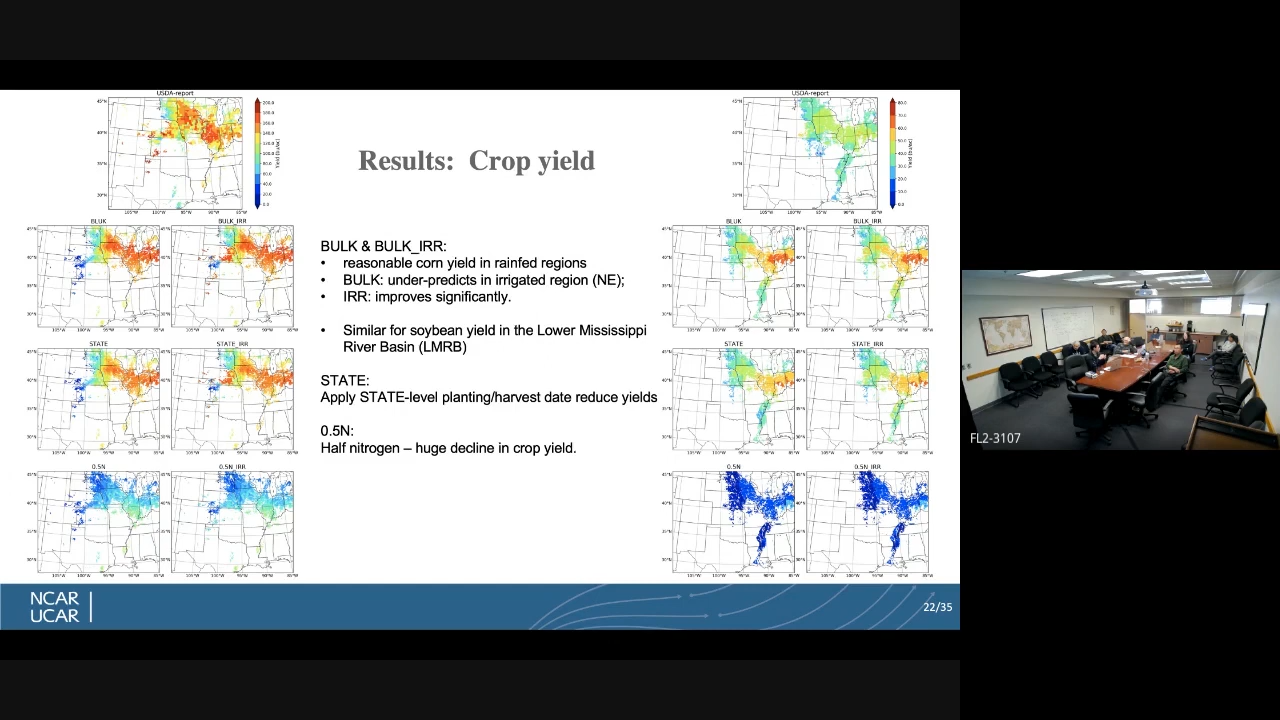 USDA-report
USDA-report
Results: Crop yield
BLUK
BULK_IRR
BLUK
BULK_IRR
BULK & BULK_IRR:
• reasonable corn yield in rainfed regions
• BULK: under-predicts in irrigated region (NE);
• IRR: improves significantly.
• Similar for soybean yield in the Lower Mississippi
River Basin (LMRB)
STATE
STATE_IRR
STATE
STATE_IRR
STATE:
Apply STATE-level planting/harvest date reduce yields
0.5N:
Half nitrogen – huge decline in crop yield.
0.5N
0.5N_IRR
0.5N
0.5N_IRR
NCAR
UCAR
22/35
FL2-3107